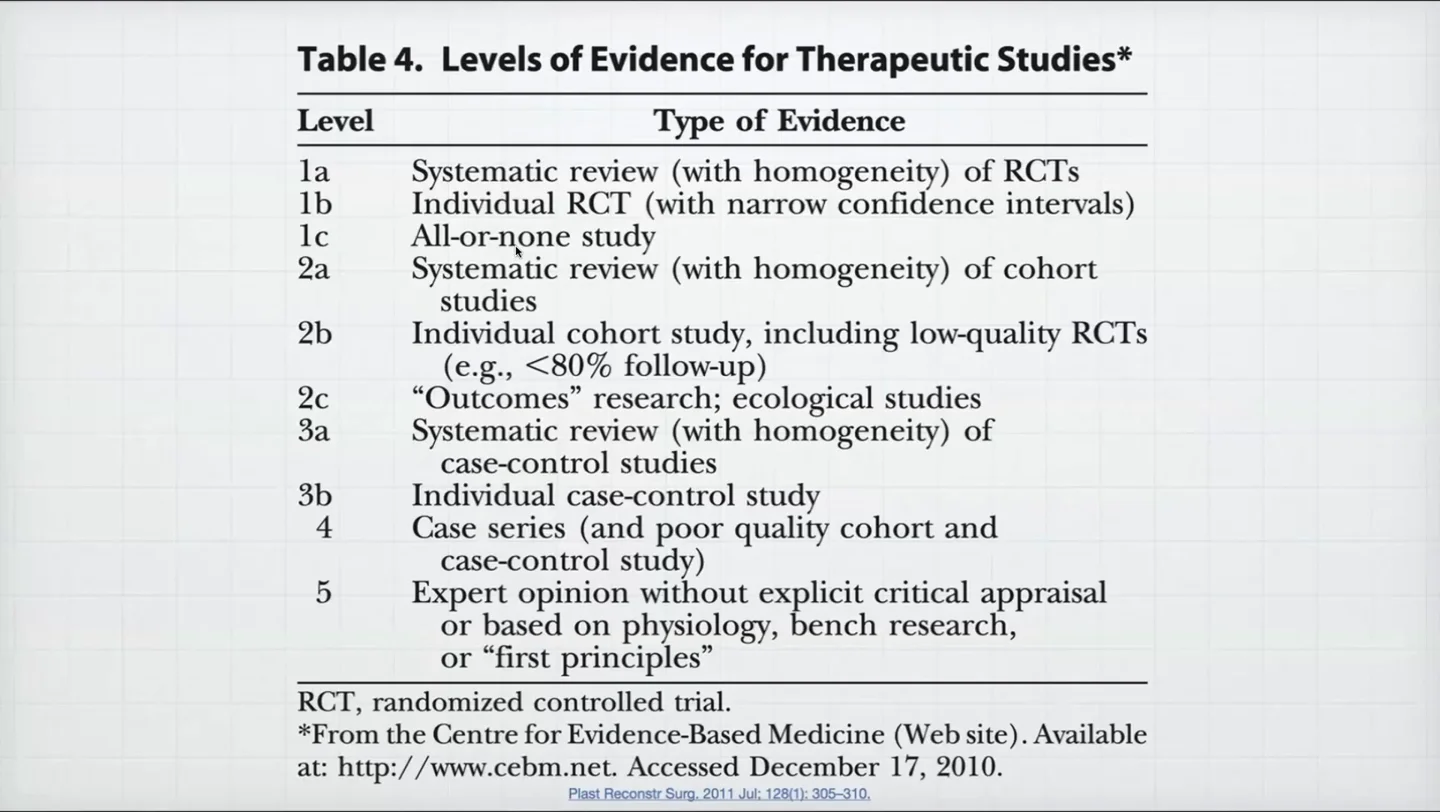 Table 4. Levels of Evidence for Therapeutic Studies*
Level Type of Evidence
1a Systematic review (with homogeneity) of RCTs
1b Individual RCT (with narrow confidence intervals)
1c All-or-none study
2a Systematic review (with homogeneity) of cohort
studies
2b Individual cohort study, including low-quality RCTs
(e.g., <80% follow-up)
2c “Outcomes” research; ecological studies
3a Systematic review (with homogeneity) of
case-control studies
3b Individual case-control study
4 Case series (and poor quality cohort and
case-control study)
5 Expert opinion without explicit critical appraisal
or based on physiology, bench research,
or “first principles”
RCT, randomized controlled trial.
*From the Centre for Evidence-Based Medicine (Web site). Available
at: http://www.cebm.net. Accessed December 17, 2010.
Plast Reconstr Surg. 2011 Jul; 128(1): 305–310.